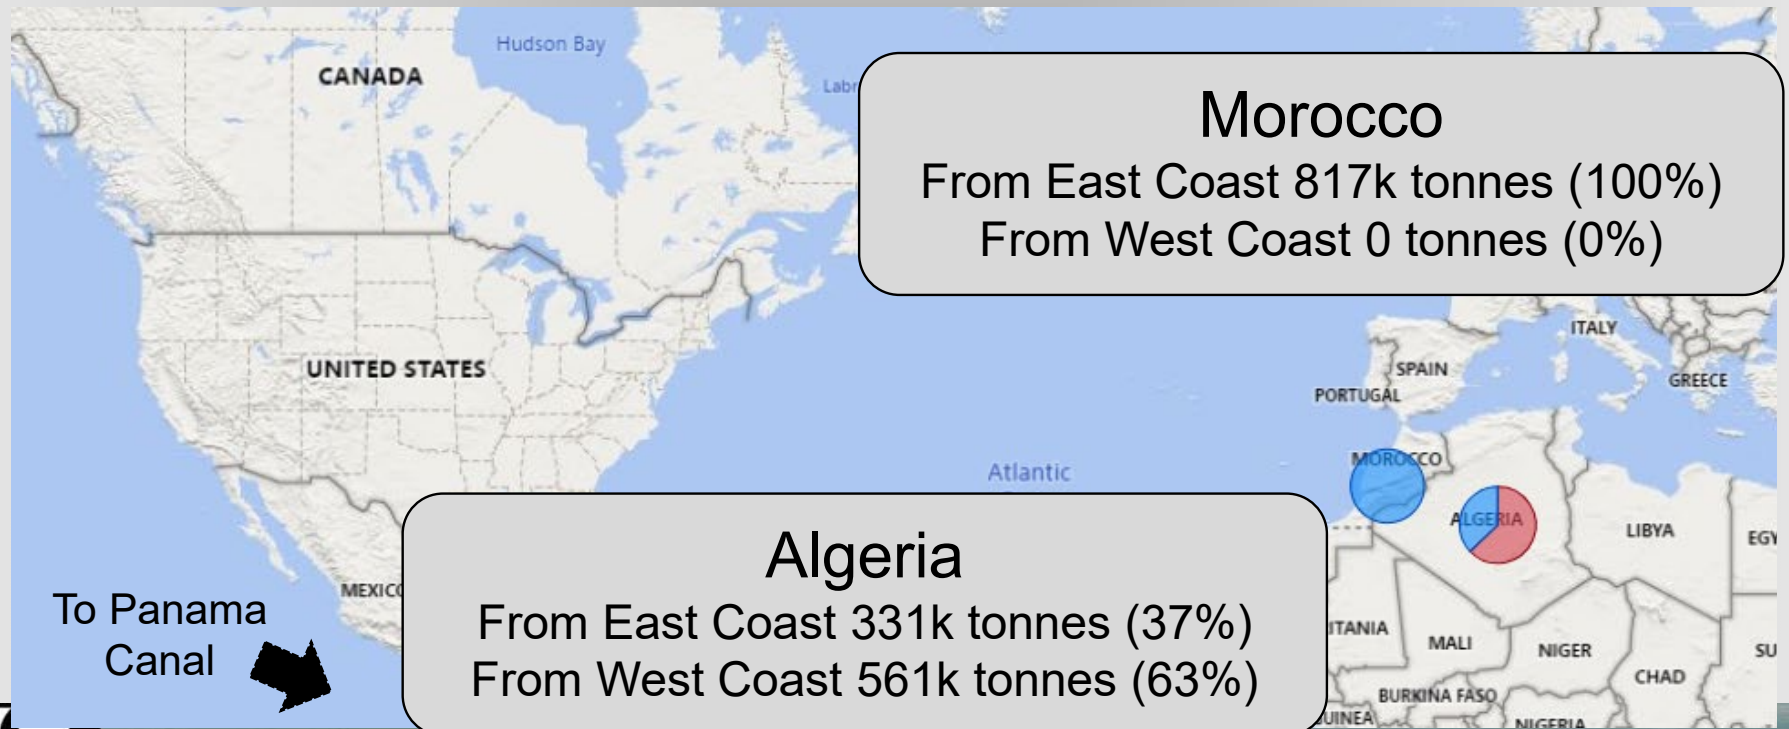 Hudson Bay
CANADA
Morocco
From East Coast 817k tonnes (100%)
From West Coast 0 tonnes (0%)
ITALY
UNITED STATES
SPAIN
GREECE
PORTUGAL
MOROCCO
Atlantic
ALGERIA
LIBYA
Algeria
From East Coast 331k tonnes (37%)
From West Coast 561k tonnes (63%)
To Panama
Canal
MALI
NIGER
CHAD
BURKINA FASO
NIGERIA